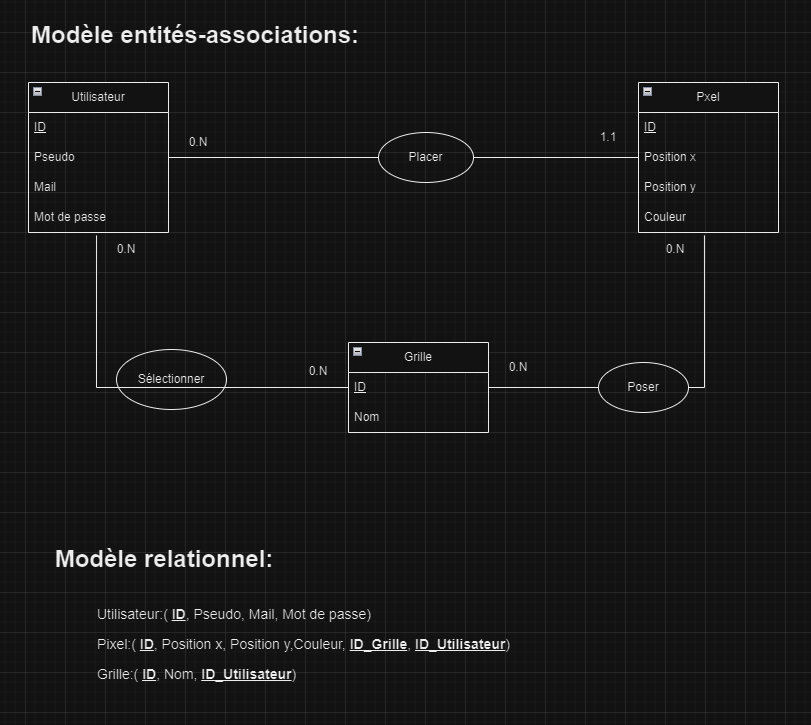 Modèle entités-associations:
Utilisateur
ID
Pseudo
Mail
Mot de passe
0.N
Placer
1.1
Pxel
ID
Position x
Position y
Couleur
0.N
0.N
Sélectionner
0.N
Grille
ID
Nom
0.N
Poser
Modèle relationnel:
Utilisateur:( ID, Pseudo, Mail, Mot de passe)
Pixel:( ID, Position x, Position y,Couleur, ID_Grille, ID_Utilisateur)
Grille:( ID, Nom, ID_Utilisateur)